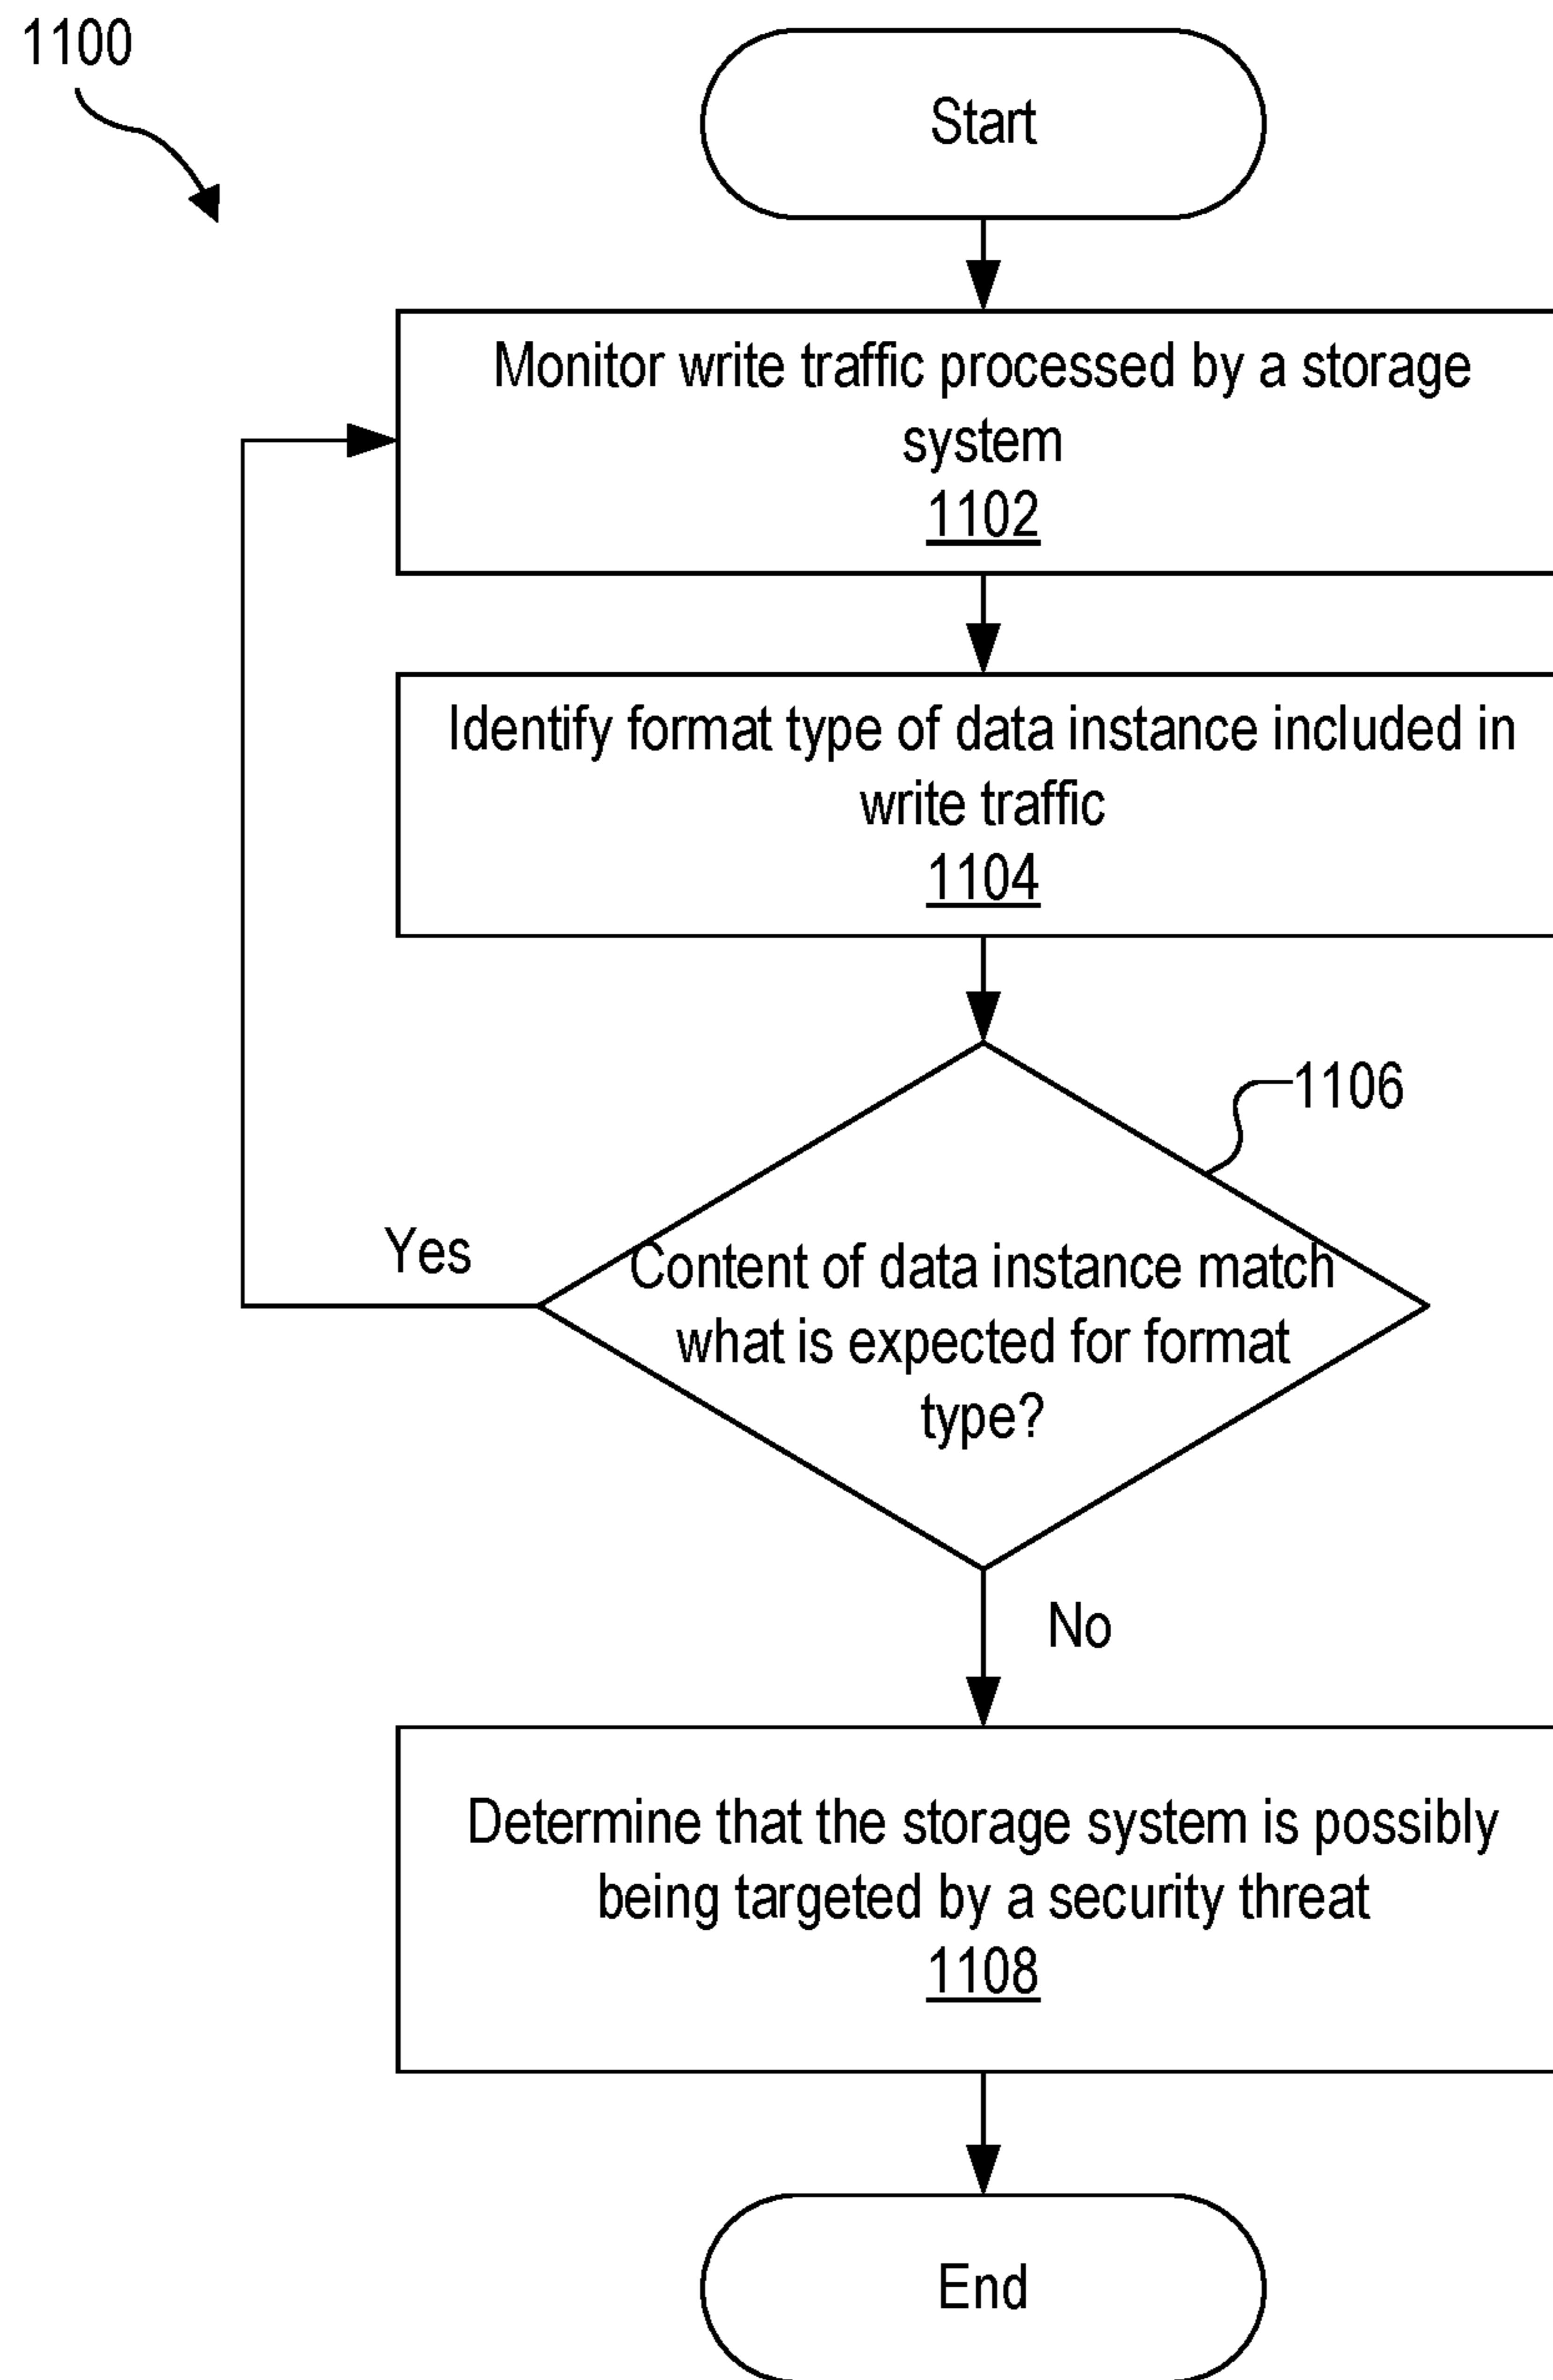 1100
Start
Monitor write traffic processed by a storage
system
1102
Identify format type of data instance included in
write traffic
1104
1106
Yes
Content of data instance match
what is expected for format
type?
No
Determine that the storage system is possibly
being targeted by a security threat
1108
End